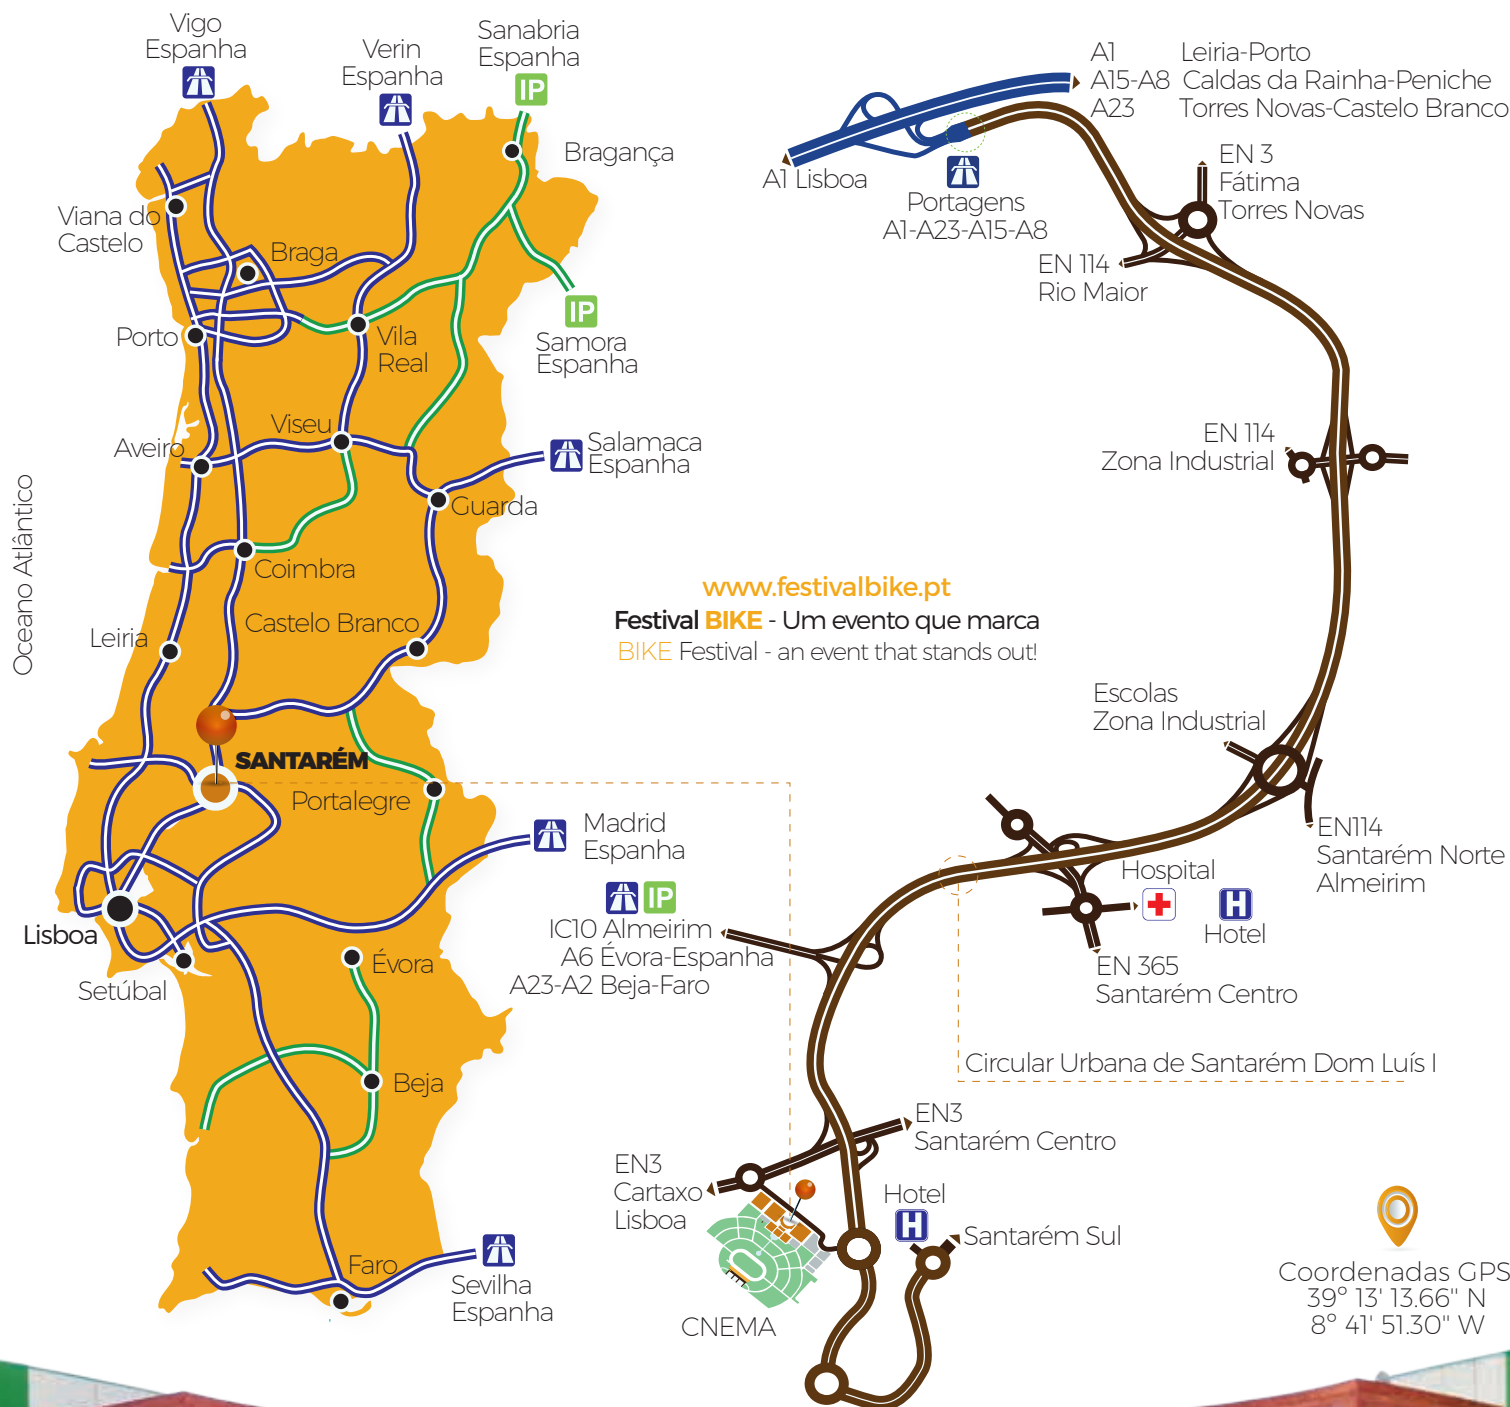 Vigo
Espanha
Verin
Espanha
Sanabria
Espanha
IP
Bragança
Viana do
Castelo
Braga
IP
Samora
Espanha
Porto
Vila
Real
Viseu
Aveiro
Salamaca
Espanha
Guarda
Oceano Atlântico
Coimbra
Castelo Branco
Leiria
SANTARÉM
Portalegre
Madrid
Espanha
Lisboa
Setúbal
Évora
Beja
Faro
Sevilha
Espanha
www.festivalbike.pt
Festival BIKE - Um evento que marca
BIKE Festival - an event that stands out!
A1 Leiria-Porto
A15-A8 Caldas da Rainha-Peniche
A23 Torres Novas-Castelo Branco
A1 Lisboa
Portagens
A1-A23-A15-A8
EN 3
Fátima
Torres Novas
EN 114
Rio Maior
EN 114
Zona Industrial
Escolas
Zona Industrial
EN114
Santarém Norte
Almeirim
Hospital
H
Hotel
EN 365
Santarém Centro
IP
IC10 Almeirim
A6 Évora-Espanha
A23-A2 Beja-Faro
Circular Urbana de Santarém Dom Luís I
EN3
Santarém Centro
EN3
Cartaxo
Lisboa
Hotel
H
Santarém Sul
CNEMA
Coordenadas GPS
39° 13' 13.66" N
8° 41' 51.30" W